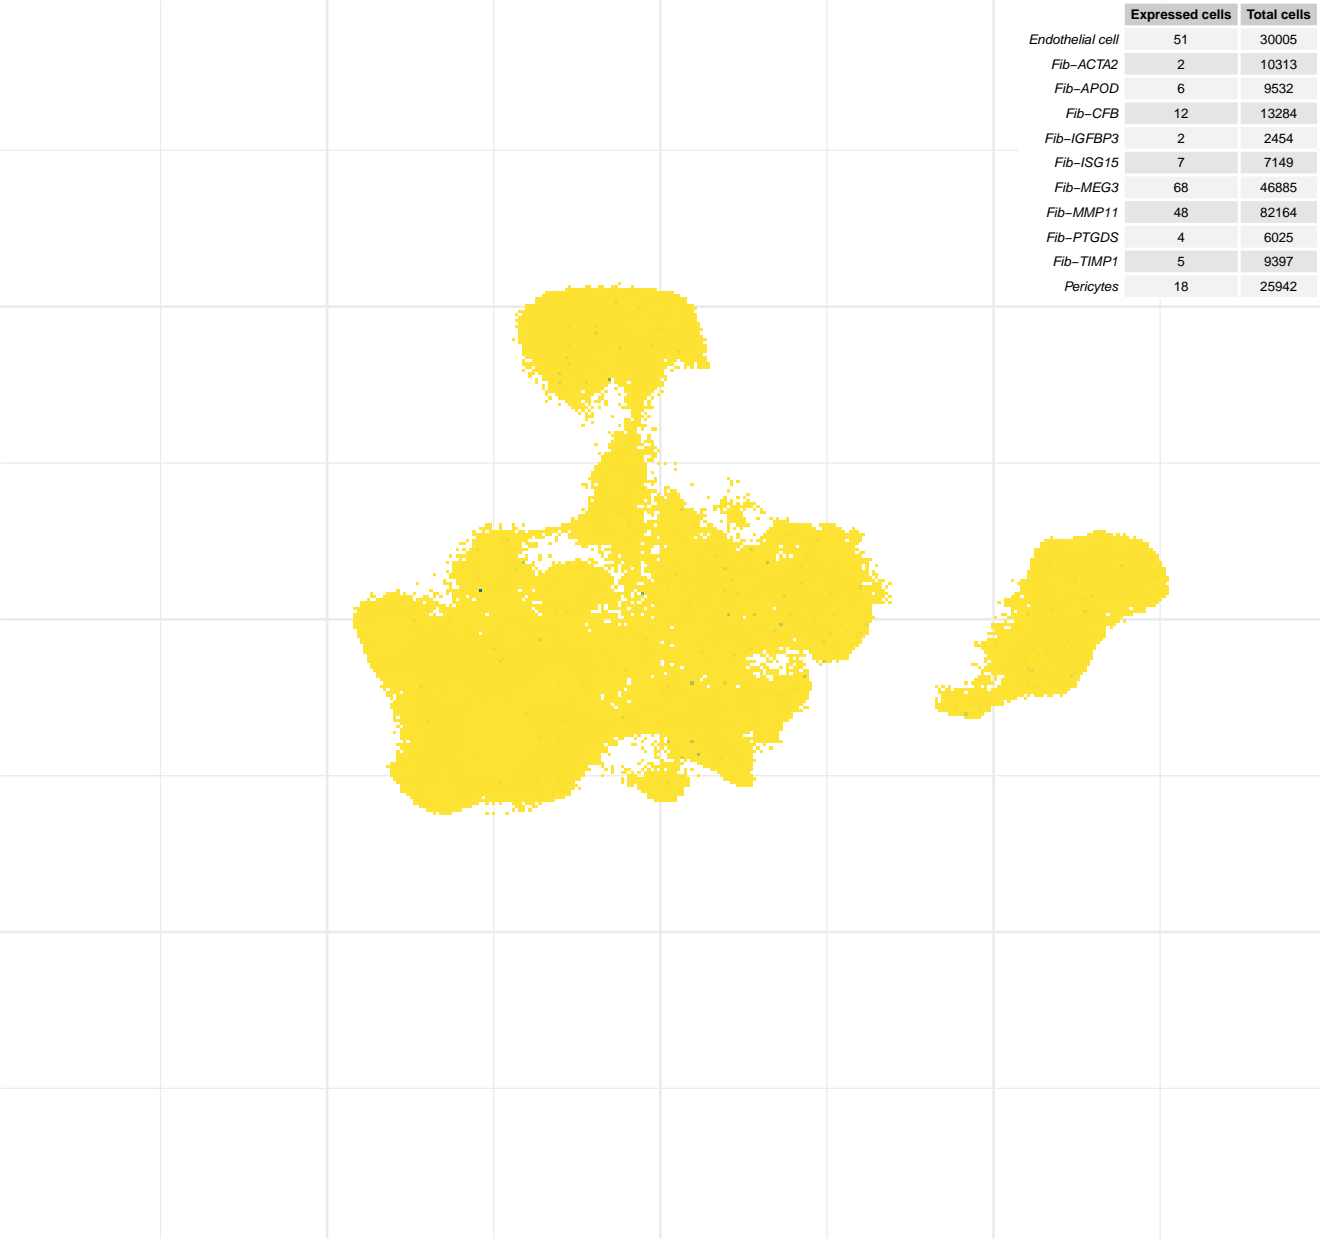 Expressed cells Total cells
Endothelial cell 51 30005
Fib−ACTA2 2 10313
Fib−APOD 6 9532
Fib−CFB 12 13284
Fib−IGFBP3 2 2454
Fib−ISG15 7 7149
Fib−MEG3 68 46885
Fib−MMP11 48 82164
Fib−PTGDS 4 6025
Fib−TIMP1 5 9397
Pericytes 18 25942